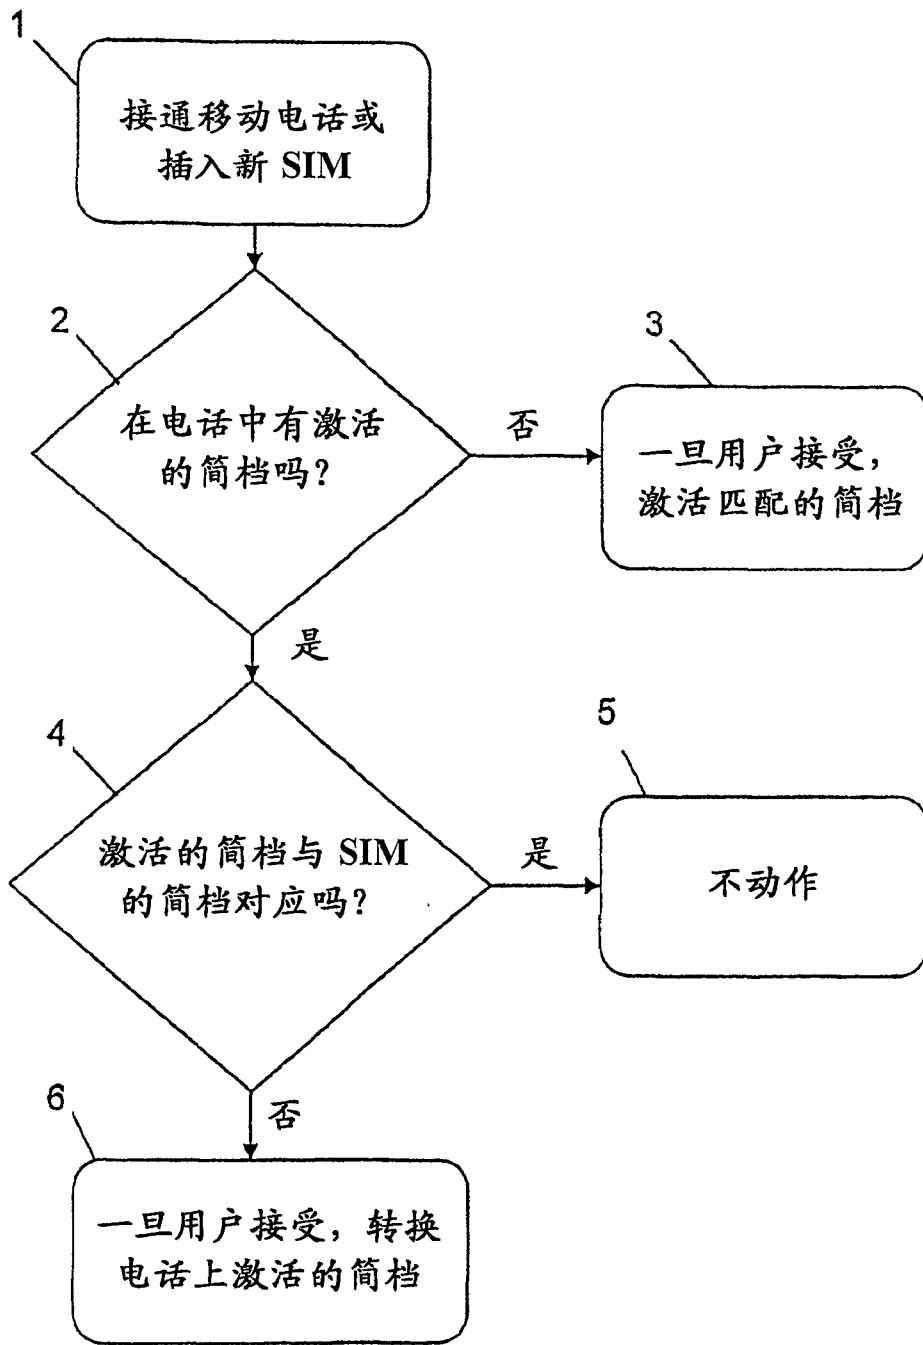 1
接通移动电话或
插入新 SIM
2
在电话中有激活
的简档吗？
否
3
一旦用户接受，
激活匹配的简档
是
4
激活的简档与 SIM
的简档对应吗？
是
5
不动作
否
6
一旦用户接受，转换
电话上激活的简档